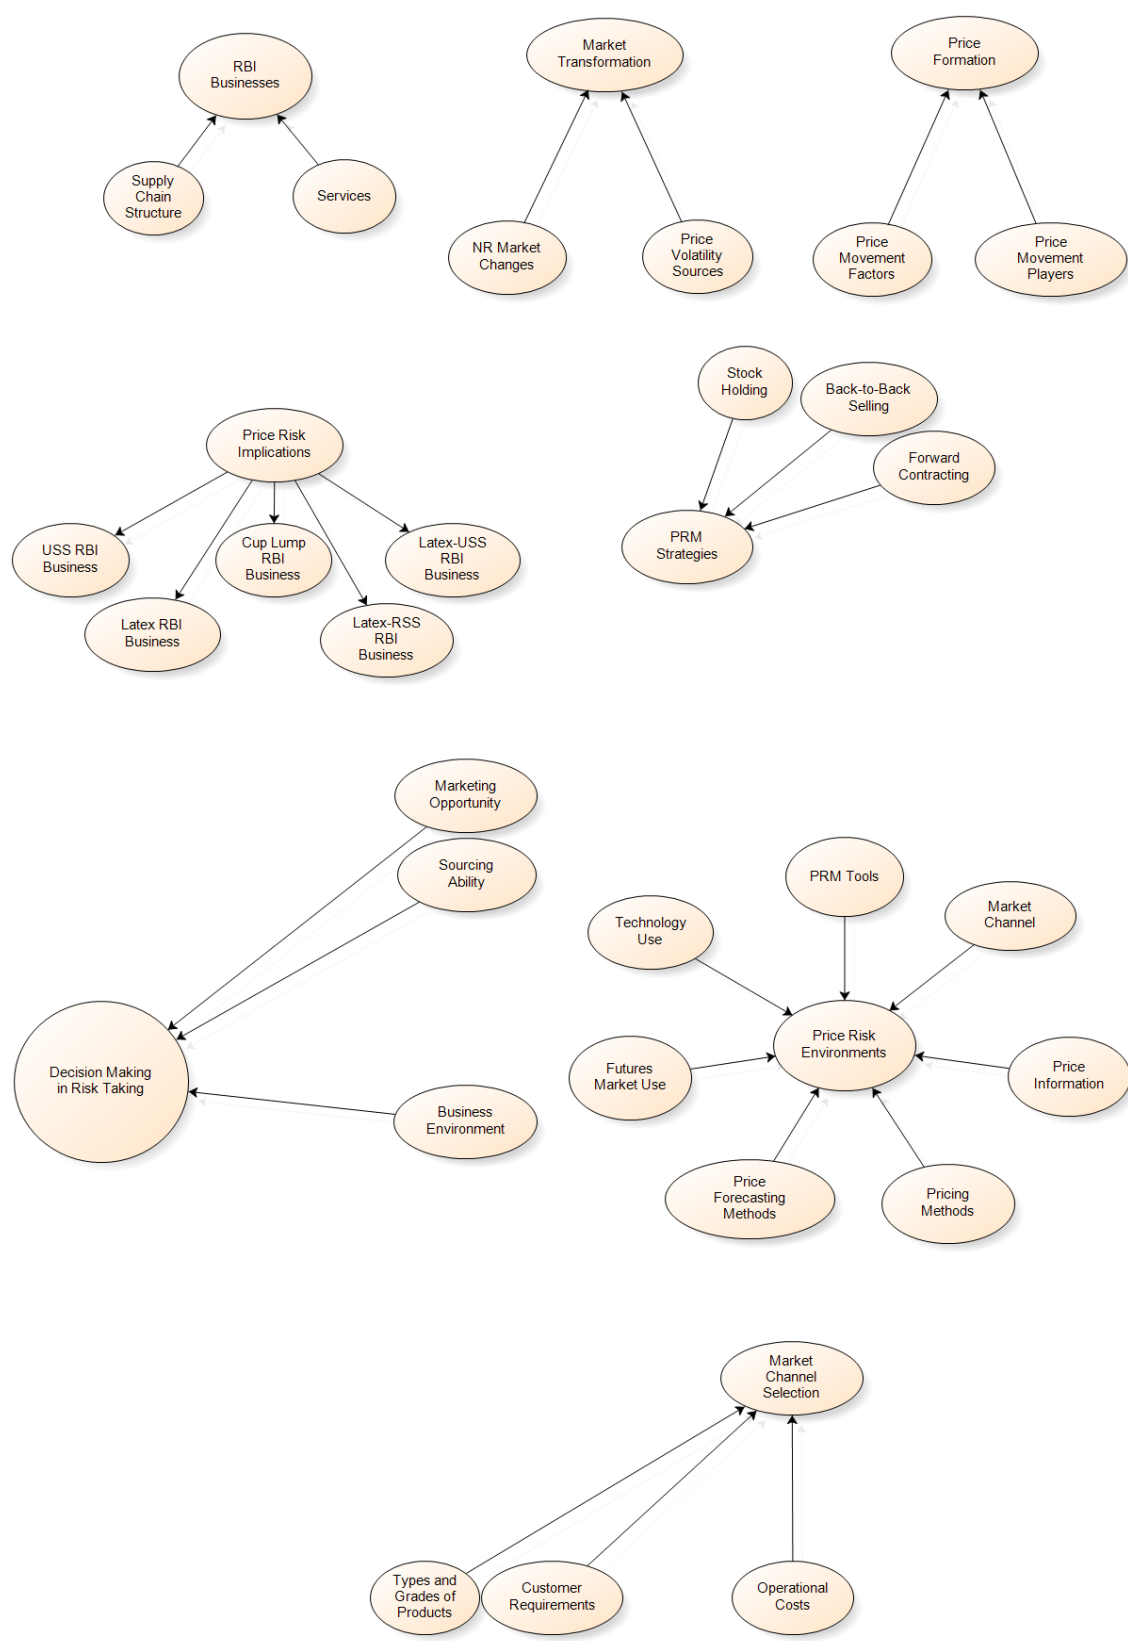 RBI
Businesses
Supply
Chain
Structure
Services
Market
Transformation
NR Market
Changes
Price
Volatility
Sources
Price
Formation
Price
Movement
Factors
Price
Movement
Players
Price Risk
Implications
USS RBI
Business
Latex RBI
Business
Cup Lump
RBI
Business
Latex-RSS
RBI
Business
Latex-USS
RBI
Business
Stock
Holding
Back-to-Back
Selling
Forward
Contracting
PRM
Strategies
Marketing
Opportunity
Sourcing
Ability
Decision Making
in Risk Taking
Business
Environment
PRM Tools
Technology
Use
Market
Channel
Price Risk
Environments
Futures
Market Use
Price
Information
Price
Forecasting
Methods
Pricing
Methods
Market
Channel
Selection
Types and
Grades of
Products
Customer
Requirements
Operational
Costs